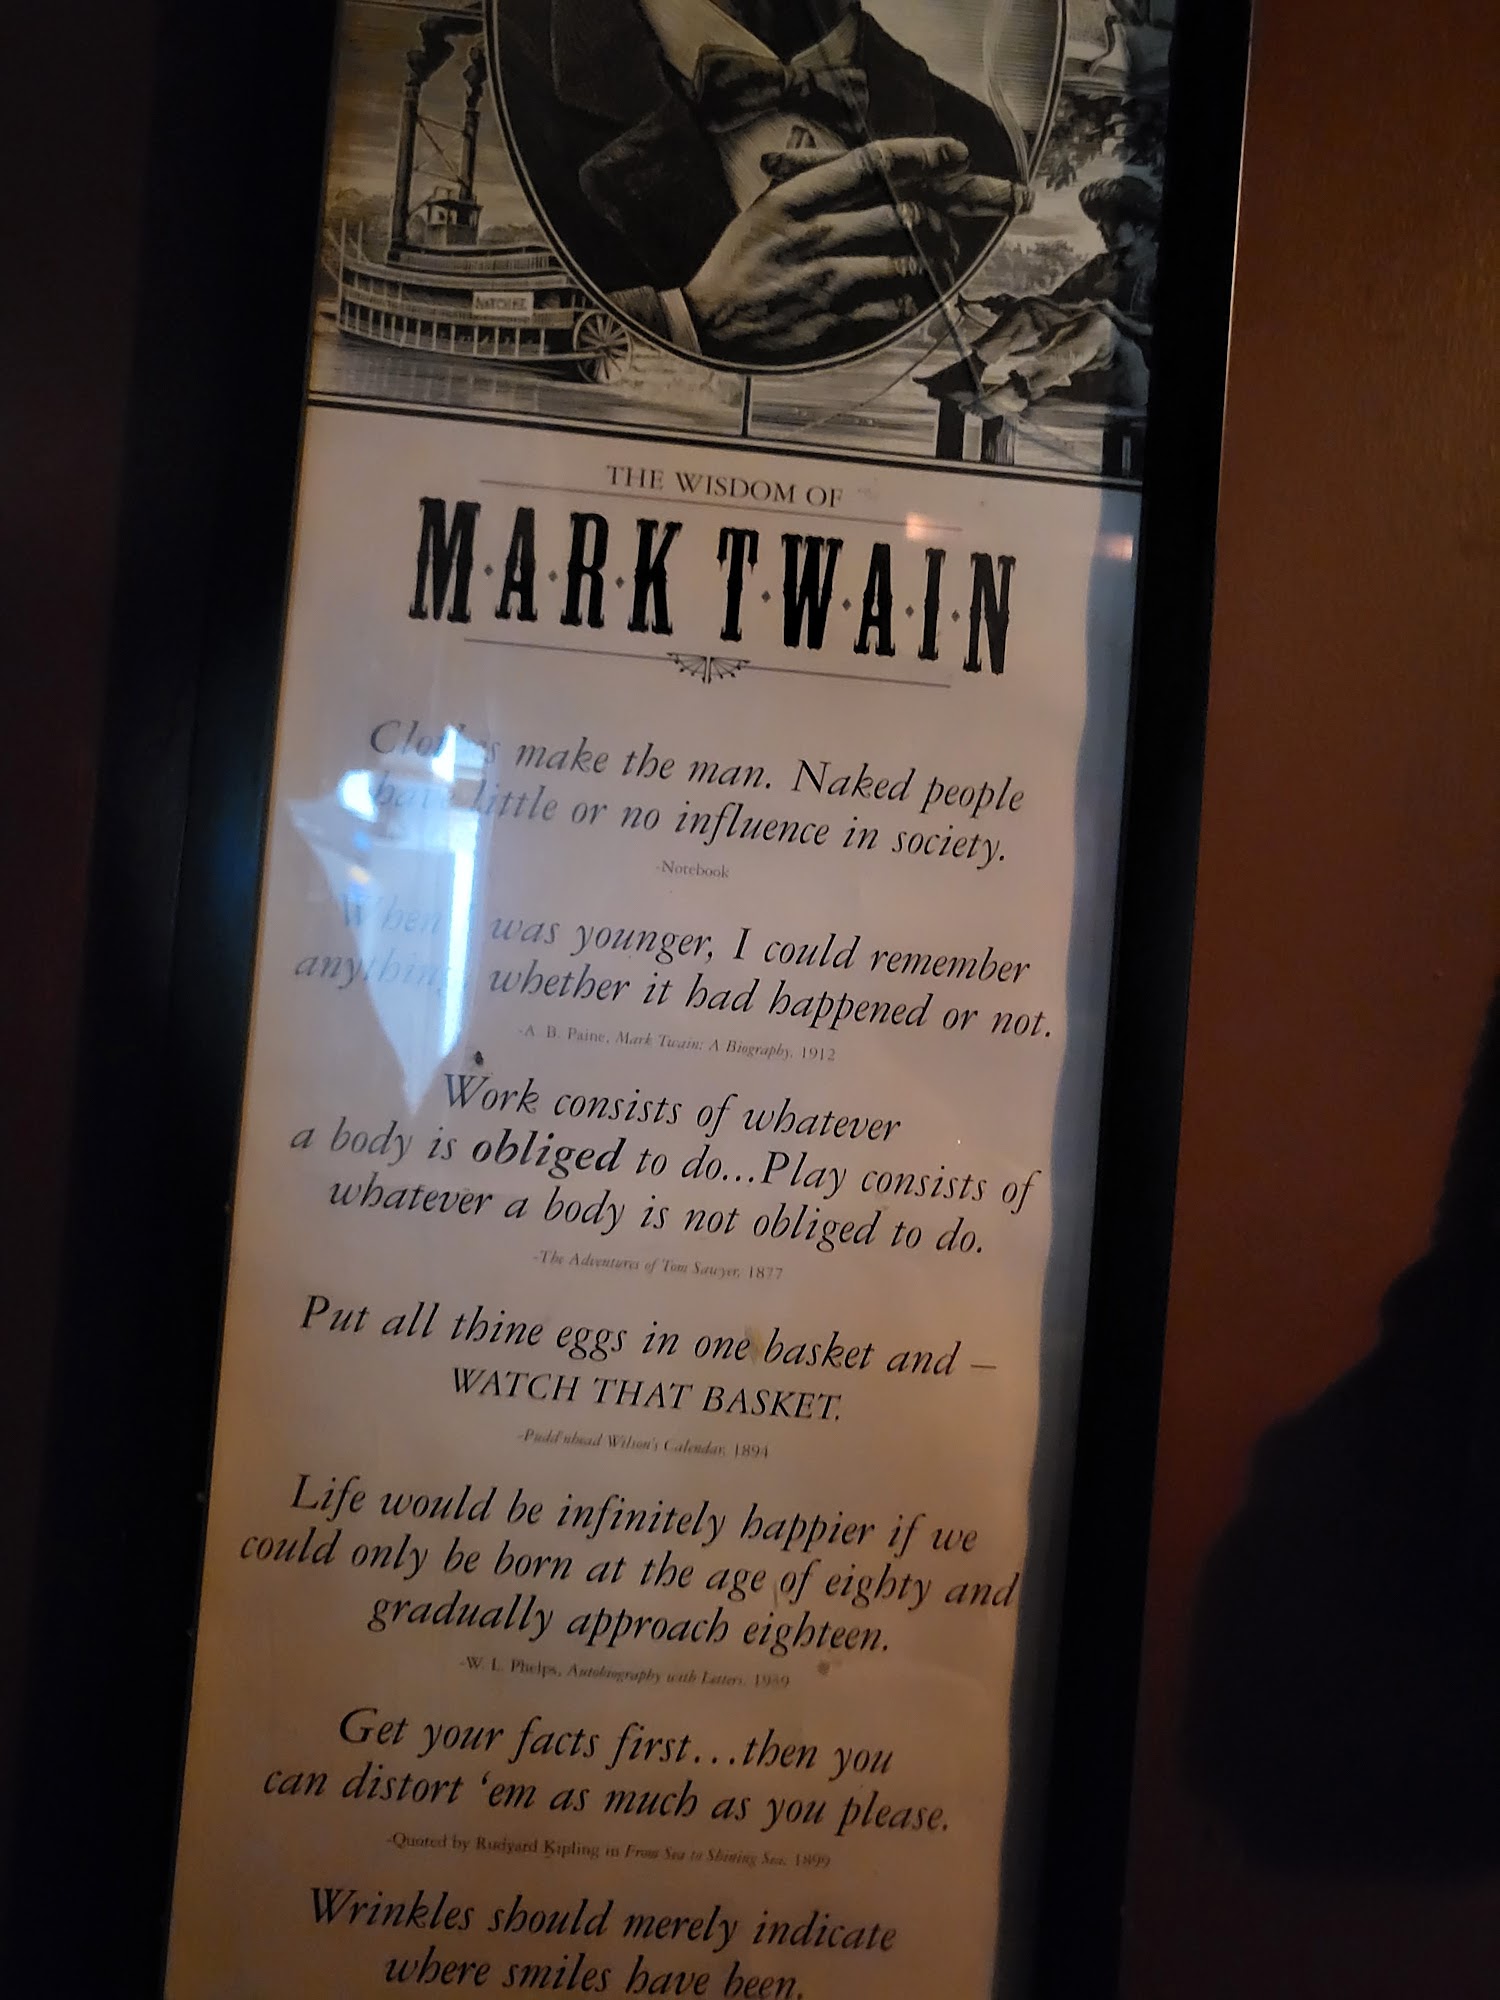 THE WISDOM OF
M·A·R·K T·W·A·I·N
Clothes make the man. Naked people
have little or no influence in society.
-Notebook
When I was younger, I could remember
anything, whether it had happened or not.
-A. B. Paine, Mark Twain: A Biography, 1912
Work consists of whatever
a body is obliged to do...Play consists of
whatever a body is not obliged to do.
-The Adventures of Tom Sawyer, 1877
Put all thine eggs in one basket and –
WATCH THAT BASKET.
-Pudd'nhead Wilson's Calendar, 1894
Life would be infinitely happier if we
could only be born at the age of eighty and
gradually approach eighteen.
-W. L. Phelps, Autobiography with Letters, 1939
Get your facts first...then you
can distort ‘em as much as you please.
-Quoted by Rudyard Kipling in From Sea to Shining Sea, 1899
Wrinkles should merely indicate
where smiles have been.